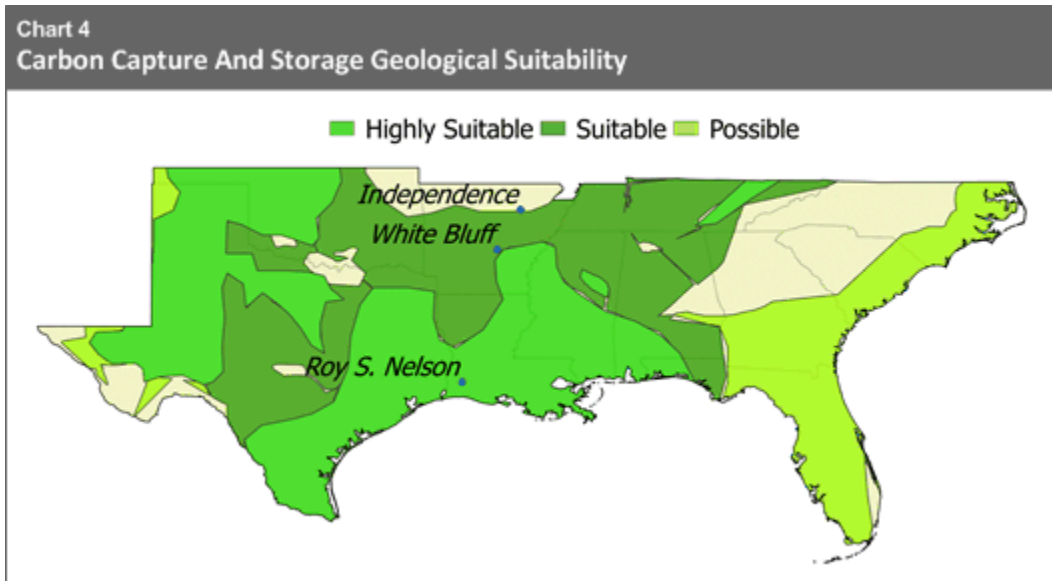 Chart 4
Carbon Capture And Storage Geological Suitability
Highly Suitable Suitable Possible
Independence
White Bluff
Roy S. Nelson